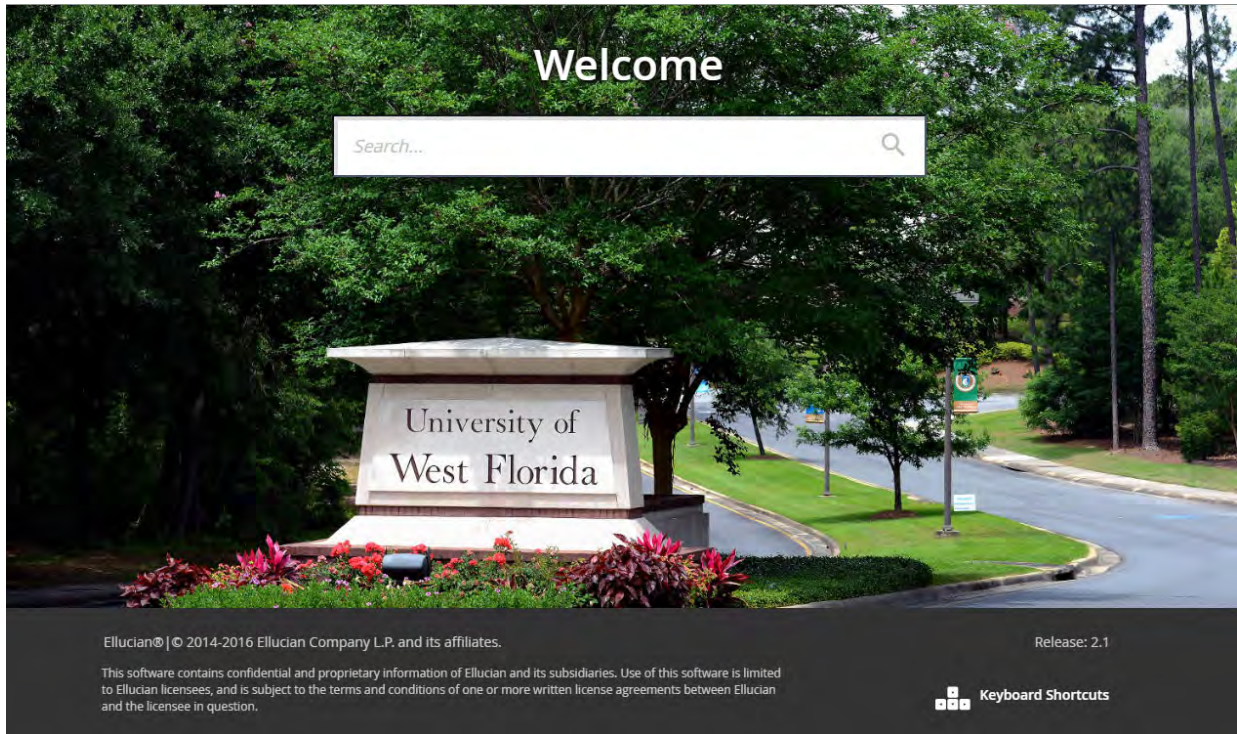 Welcome
Search...
University of
West Florida
Ellucian®|© 2014-2016 Ellucian Company L.P. and its affiliates.
Release: 2.1
This software contains confidential and proprietary information of Ellucian and its subsidiaries. Use of this software is limited
to Ellucian licensees, and is subject to the terms and conditions of one or more written license agreements between Ellucian
and the licensee in question.
Keyboard Shortcuts